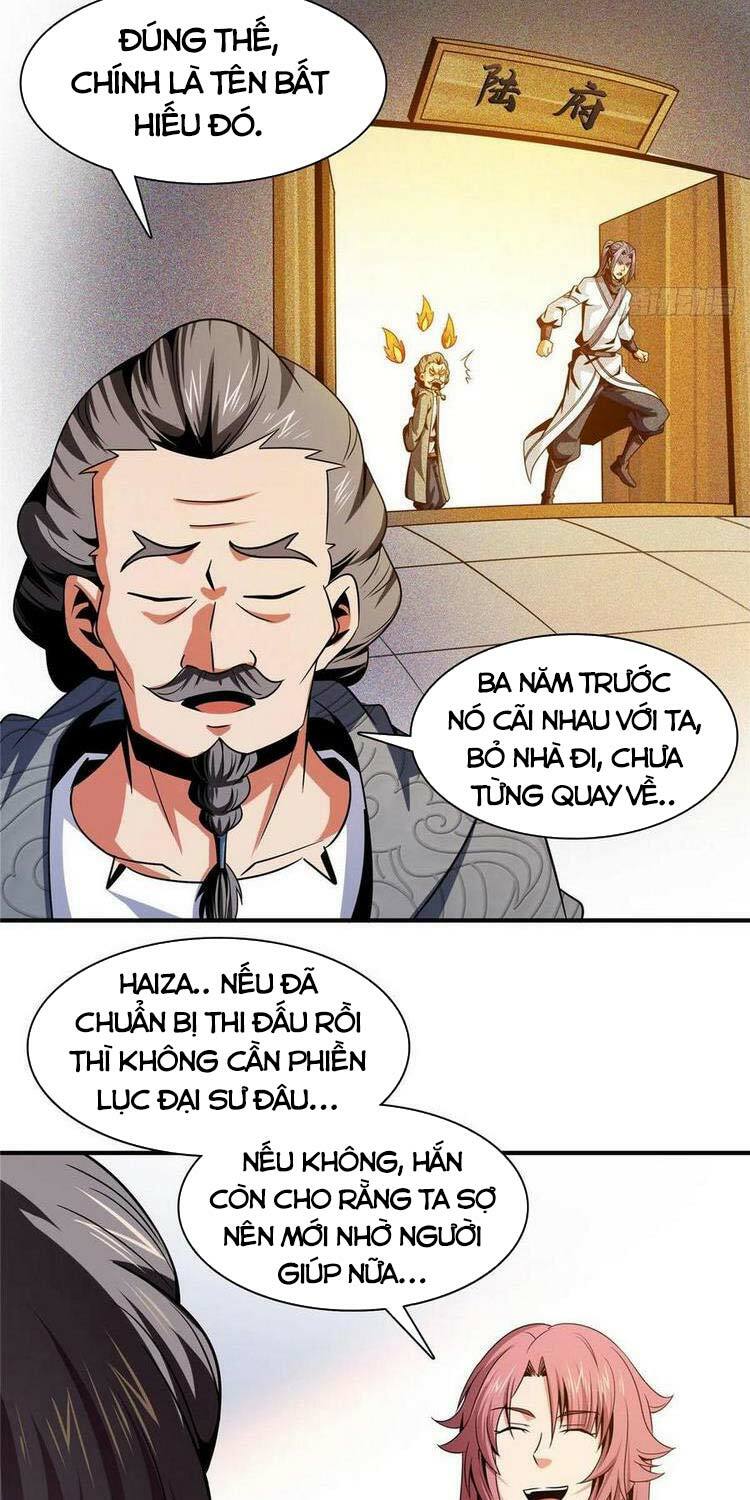 ĐÚNG THẾ,
CHÍNH LÀ TÊN BẤT
HIẾU ĐÓ.
陆府
BA NĂM TRƯỚC
NÓ CÃI NHAU VỚI TA,
BỎ NHÀ ĐI, CHƯA
TỪNG QUAY VỀ..
HAIZA.. NẾU ĐÃ
CHUẨN BỊ THI ĐẤU RỒI
THÌ KHÔNG CẦN PHIỀN
LỤC ĐẠI SƯ ĐÂU...
NẾU KHÔNG, HẮN
CÒN CHO RẰNG TA SỢ
NÊN MỚI NHỜ NGƯỜI
GIÚP NỮA...